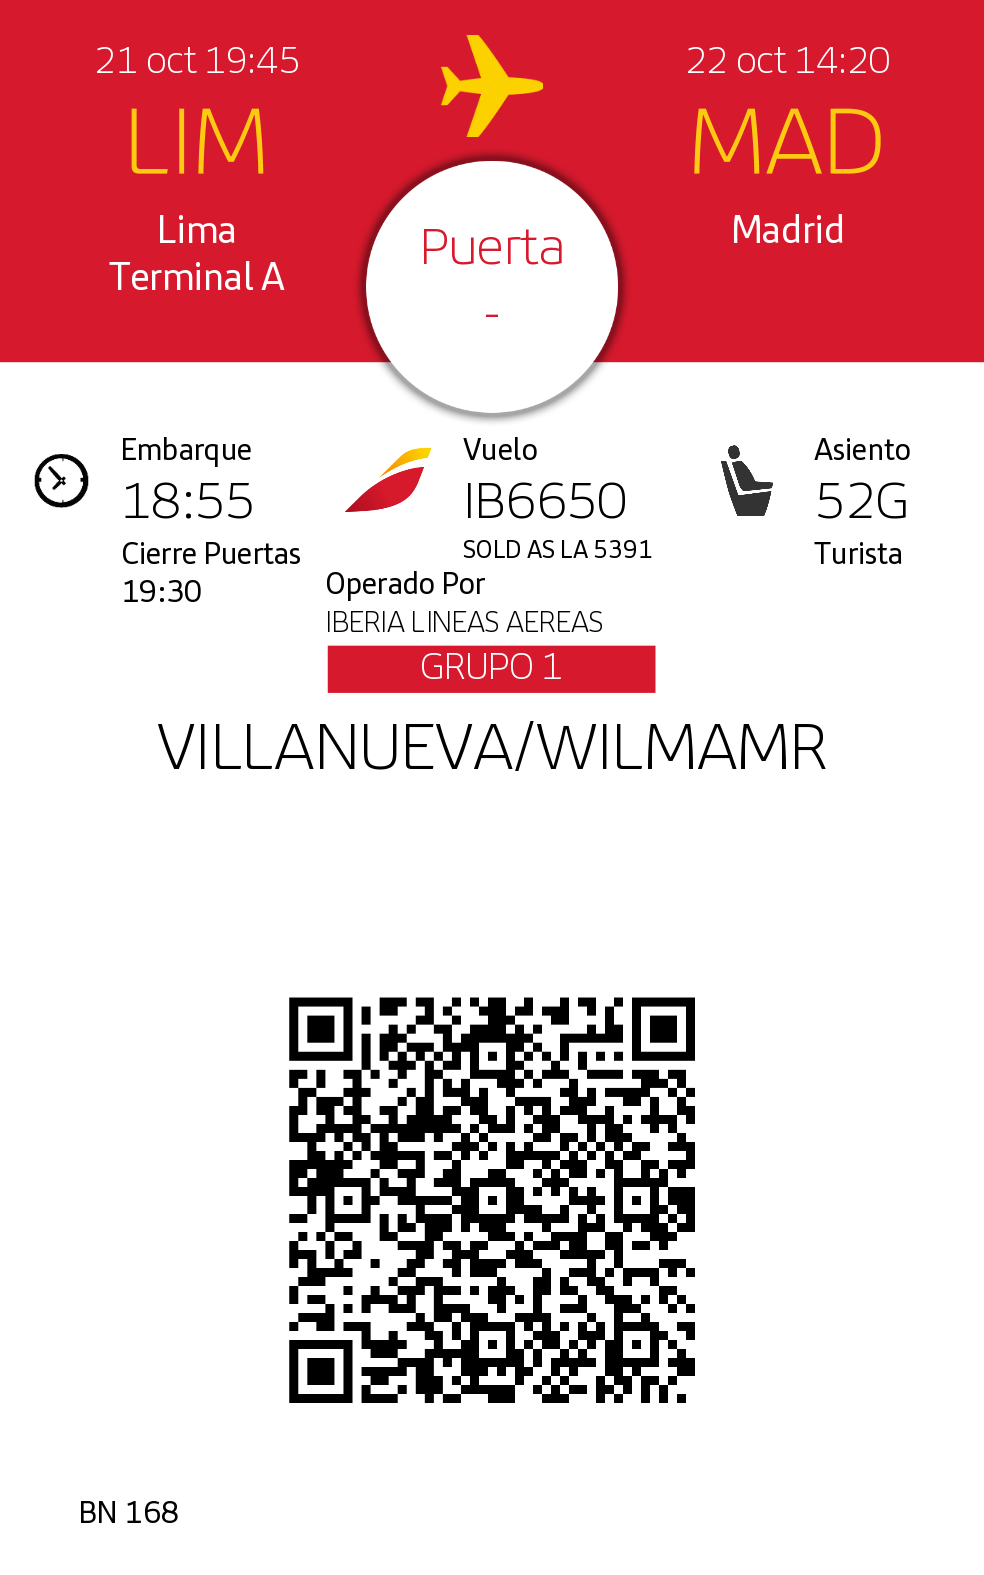 21 oct 19:45
22 oct 14:20
LIM
MAD
Lima
Terminal A
Madrid
Puerta
-
Embarque
18:55
Cierre Puertas
19:30
Vuelo
IB6650
SOLD AS LA 5391
Operado Por
IBERIA LINEAS AEREAS
Asiento
52G
Turista
GRUPO 1
VILLANUEVA/WILMAMR
BN 168